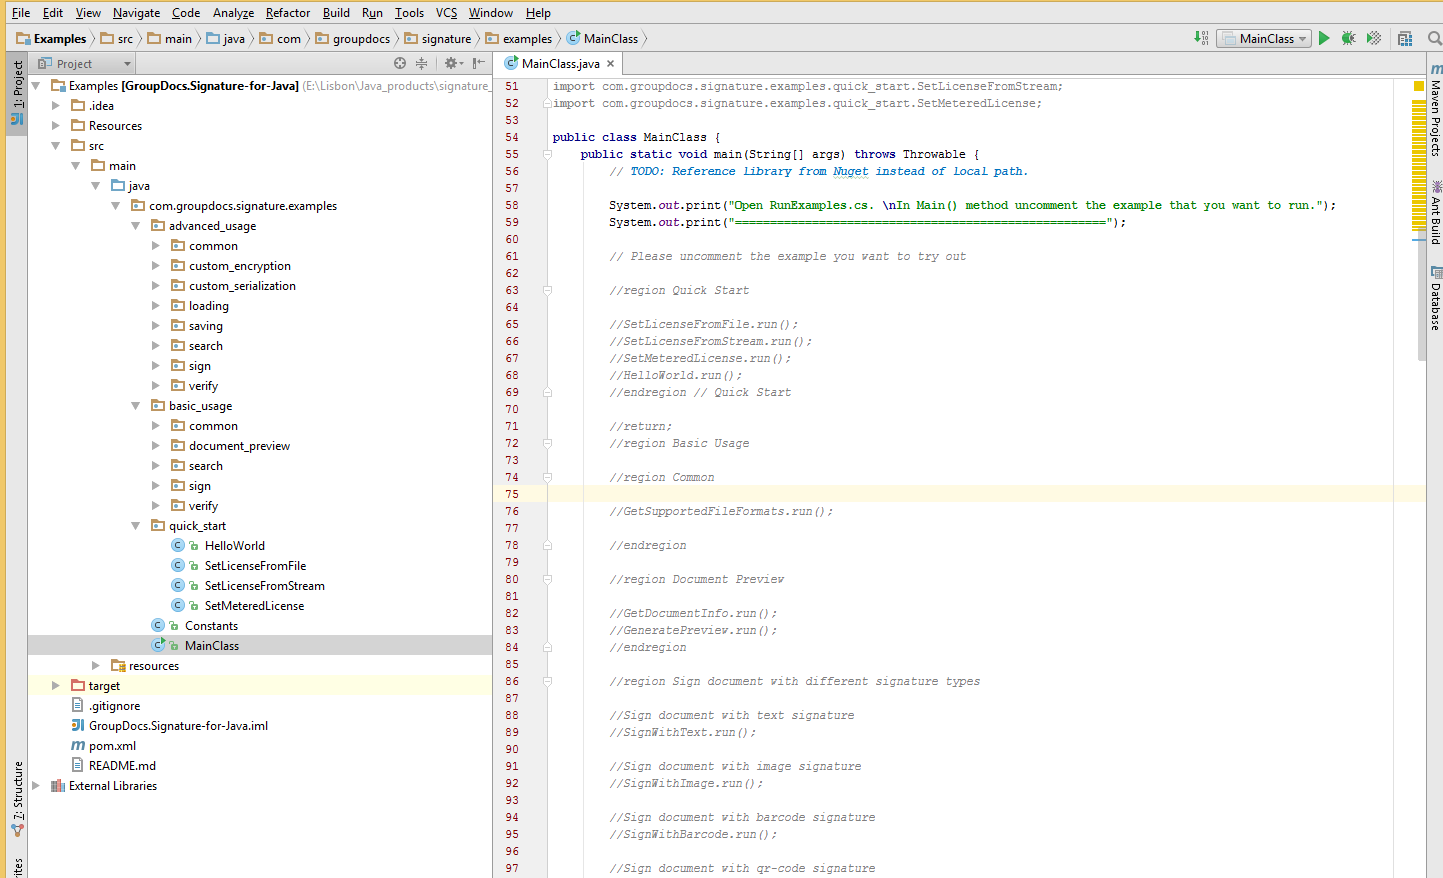 File Edit View Navigate Code Analyze Refactor Build Run Tools VCS Window Help
Examples src main java com groupdocs signature examples MainClass MainClass
Project
MainClass.java
1: Project
7: Structure
Examples [GroupDocs.Signature-for-Java] (E:\Lisbon\Java_products\signature_
.idea
Resources
src
main
java
com.groupdocs.signature.examples
advanced_usage
common
custom_encryption
custom_serialization
loading
saving
search
sign
verify
basic_usage
common
document_preview
search
sign
verify
quick_start
HelloWorld
SetLicenseFromFile
SetLicenseFromStream
SetMeteredLicense
Constants
MainClass
resources
target
.gitignore
GroupDocs.Signature-for-Java.iml
pom.xml
README.md
External Libraries
51 import com.groupdocs.signature.examples.quick_start.SetLicenseFromStream;
52 import com.groupdocs.signature.examples.quick_start.SetMeteredLicense;
53
54 public class MainClass {
55 public static void main(String[] args) throws Throwable {
56 // TODO: Reference library from Nuget instead of local path.
57
58 System.out.print("Open RunExamples.cs. \nIn Main() method uncomment the example that you want to run.");
59 System.out.print("=====================================================");
60
61 // Please uncomment the example you want to try out
62
63 //region Quick Start
64
65 //SetLicenseFromFile.run();
66 //SetLicenseFromStream.run();
67 //SetMeteredLicense.run();
68 //HelloWorld.run();
69 //endregion // Quick Start
70
71 //return;
72 //region Basic Usage
73
74 //region Common
75
76 //GetSupportedFileFormats.run();
77
78 //endregion
79
80 //region Document Preview
81
82 //GetDocumentInfo.run();
83 //GeneratePreview.run();
84 //endregion
85
86 //region Sign document with different signature types
87
88 //Sign document with text signature
89 //SignWithText.run();
90
91 //Sign document with image signature
92 //SignWithImage.run();
93
94 //Sign document with barcode signature
95 //SignWithBarcode.run();
96
97 //Sign document with qr-code signature
Maven Projects
Ant Build
Database